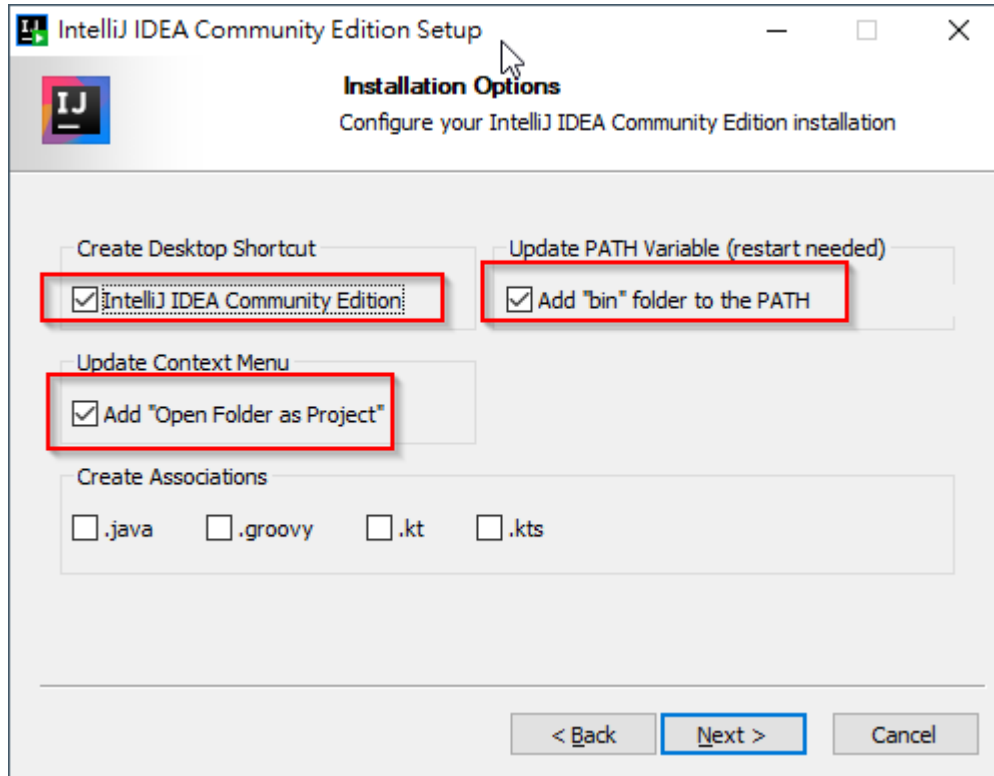 IntelliJ IDEA Community Edition Setup
IJ
Installation Options
Configure your IntelliJ IDEA Community Edition installation
Create Desktop Shortcut
IntelliJ IDEA Community Edition
Update PATH Variable (restart needed)
Add "bin" folder to the PATH
Update Context Menu
Add "Open Folder as Project"
Create Associations
.java .groovy .kt .kts
< Back Next > Cancel